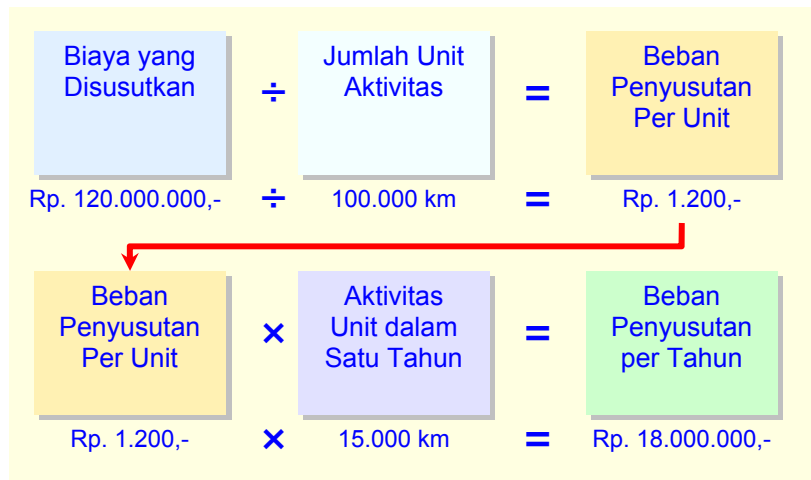 Biaya yang
Disusutkan
÷
Jumlah Unit
Aktivitas
=
Beban
Penyusutan
Per Unit
Rp. 120.000.000,- ÷ 100.000 km = Rp. 1.200,-
Beban
Penyusutan
Per Unit
×
Aktivitas
Unit dalam
Satu Tahun
=
Beban
Penyusutan
per Tahun
Rp. 1.200,- × 15.000 km = Rp. 18.000.000,-